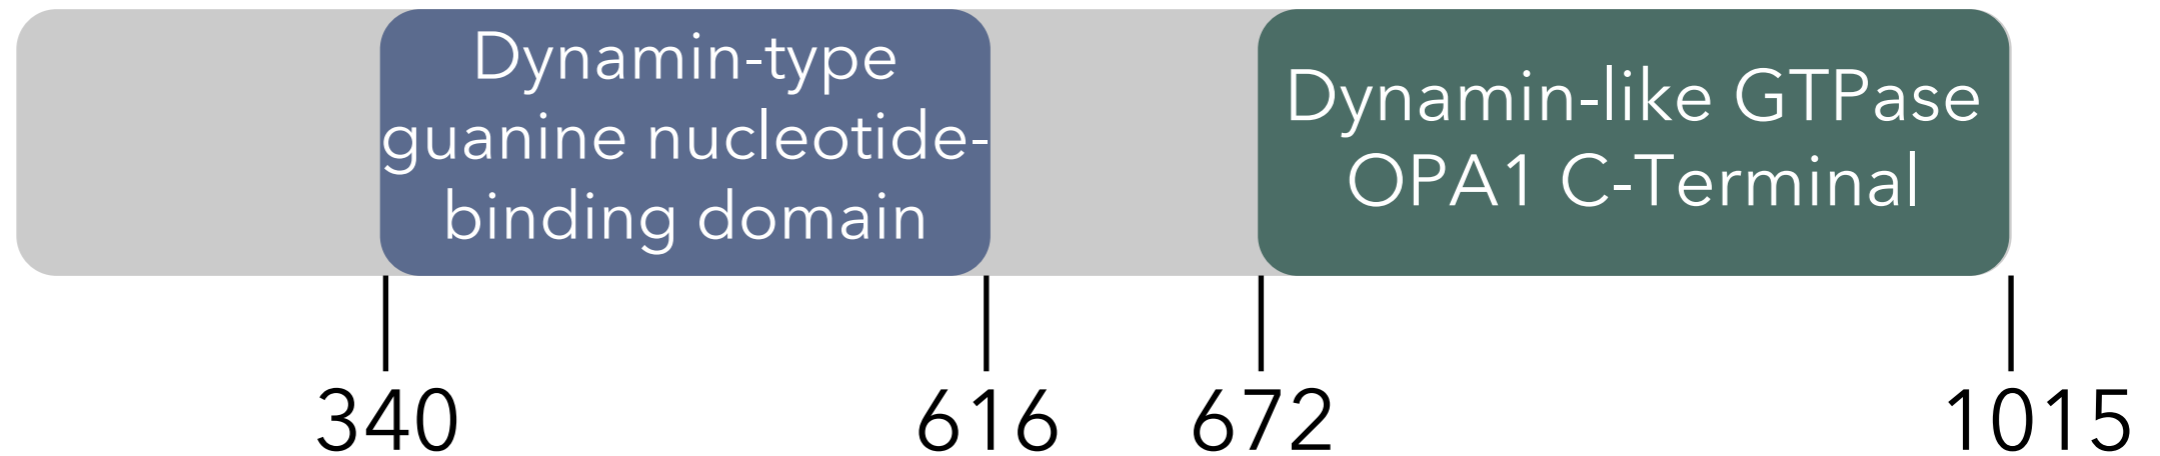 Dynamin-type
guanine nucleotide-
binding domain
Dynamin-like GTPase
OPA1 C-Terminal
340
616
672
1015